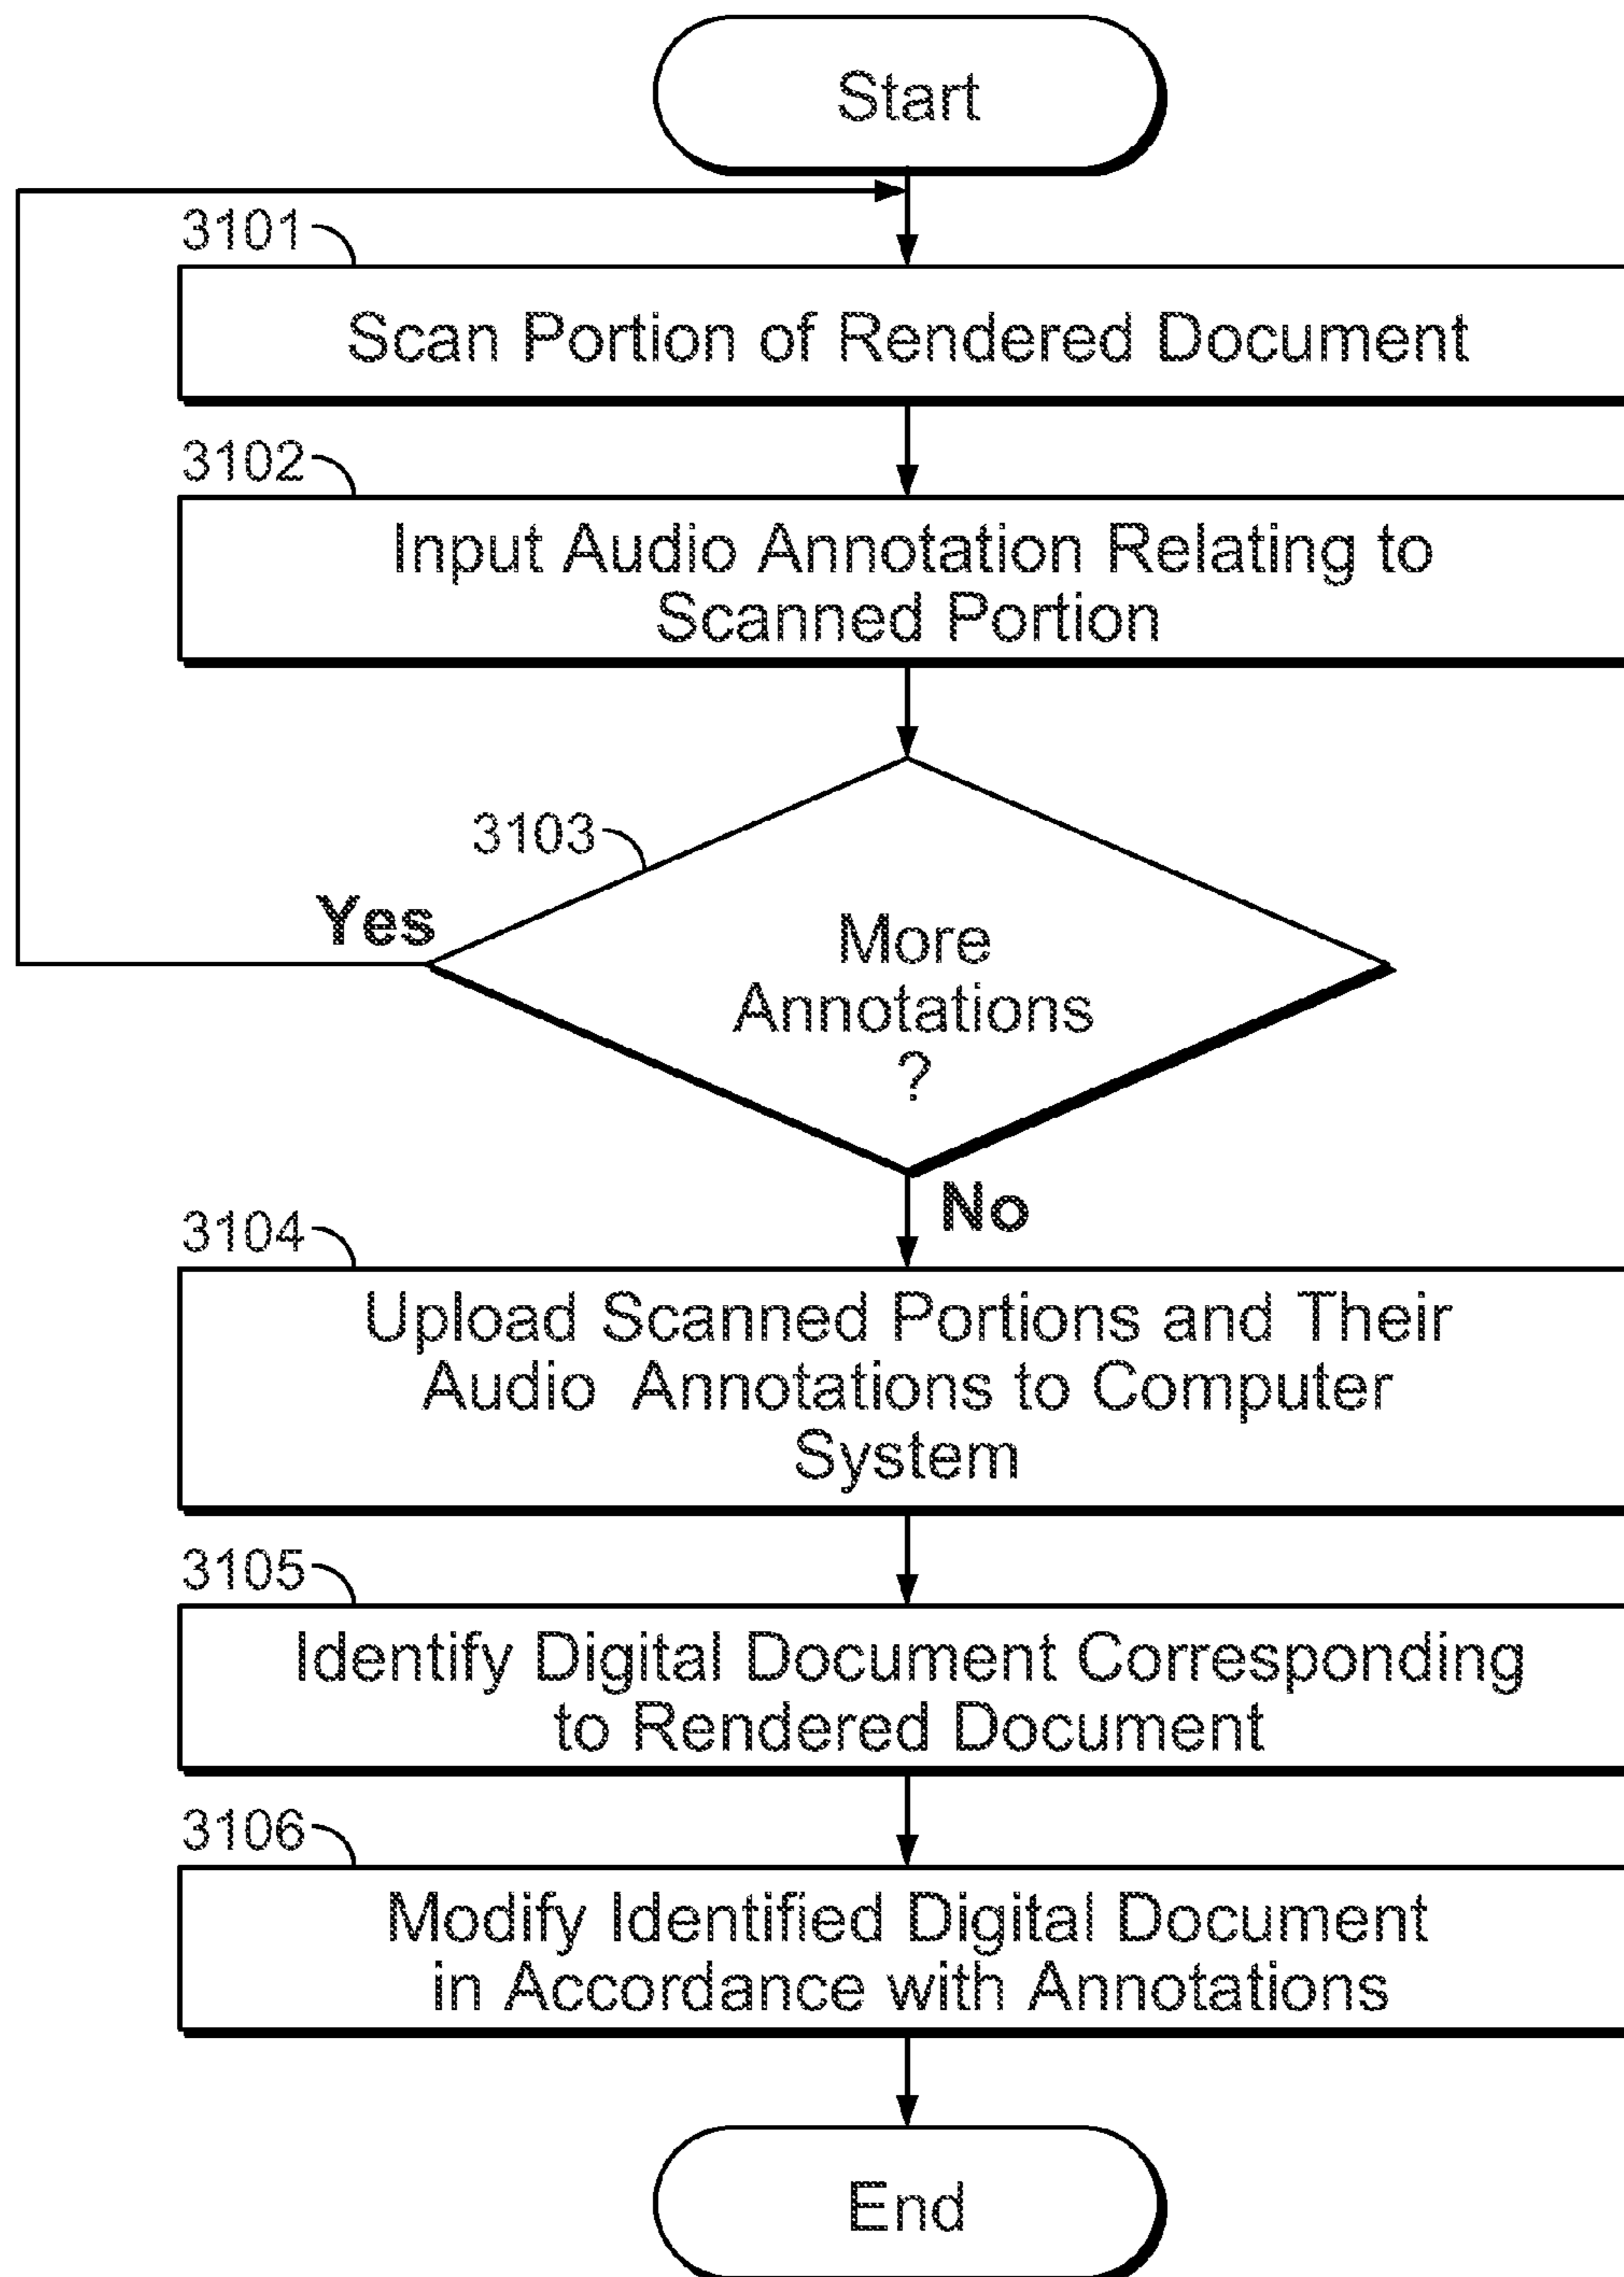 Start
3101
Scan Portion of Rendered Document
3102
Input Audio Annotation Relating to
Scanned Portion
3103
Yes
More
Annotations
?
No
3104
Upload Scanned Portions and Their
Audio Annotations to Computer
System
3105
Identify Digital Document Corresponding
to Rendered Document
3106
Modify Identified Digital Document
in Accordance with Annotations
End